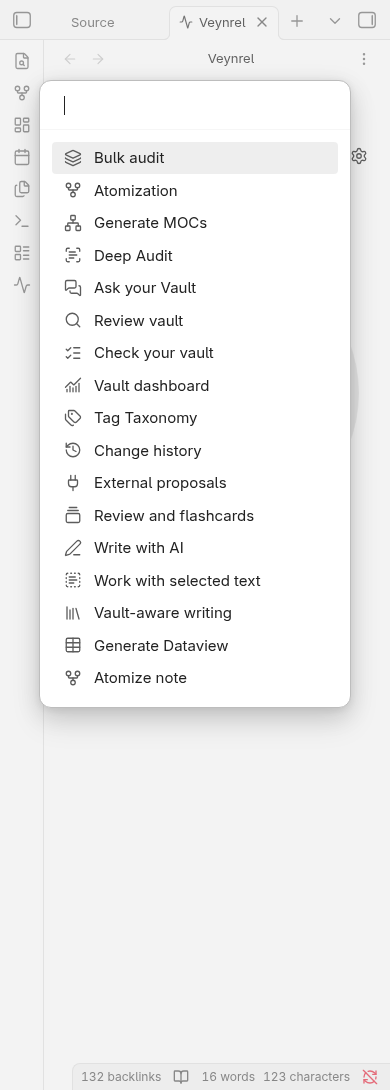 Source
Veynrel
Veynrel
Bulk audit
Atomization
Generate MOCs
Deep Audit
Ask your Vault
Review vault
Check your vault
Vault dashboard
Tag Taxonomy
Change history
External proposals
Review and flashcards
Write with AI
Work with selected text
Vault-aware writing
Generate Dataview
Atomize note
132 backlinks 16 words 123 characters